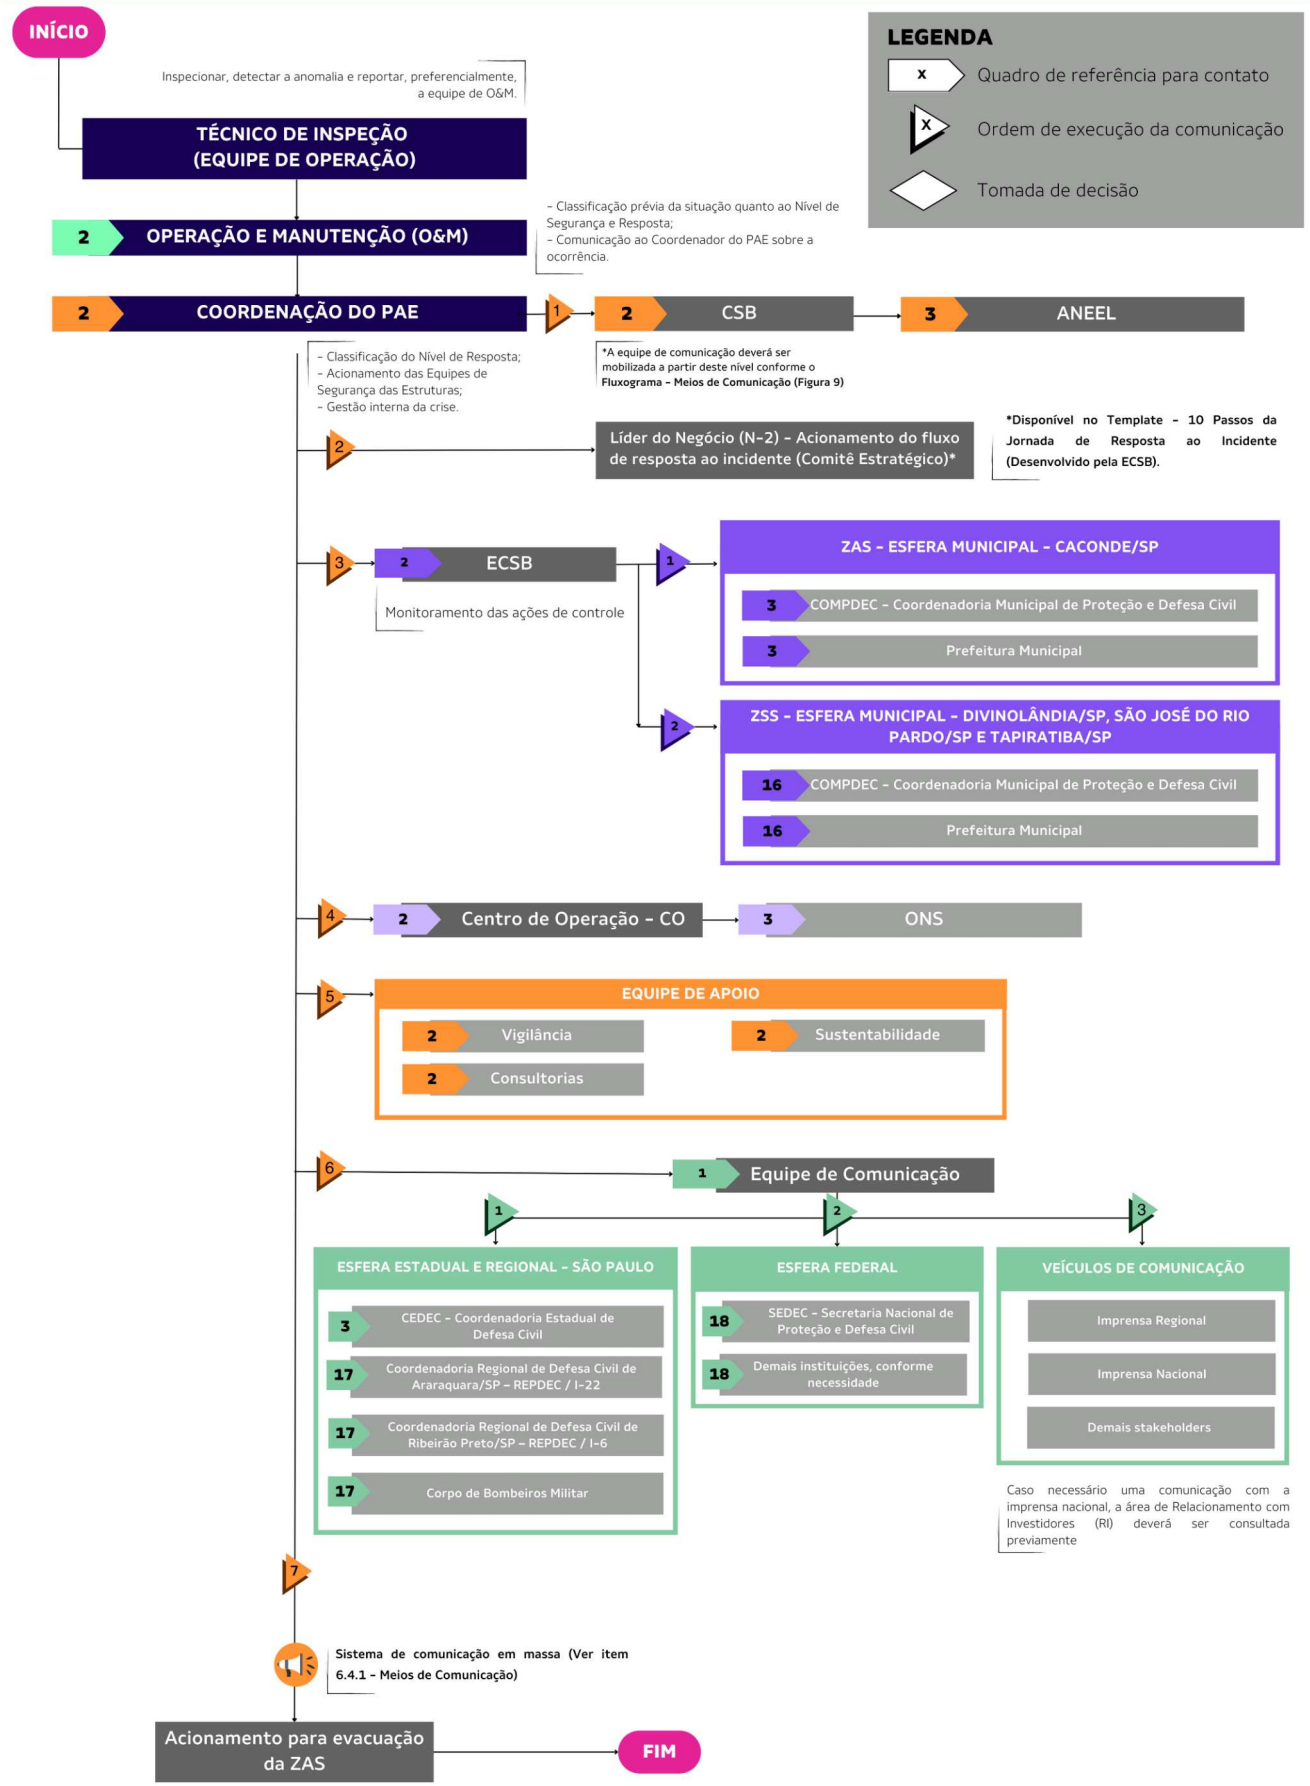 INÍCIO
Inspecionar, detectar a anomalia e reportar, preferencialmente,
a equipe de O&M.
TÉCNICO DE INSPEÇÃO
(EQUIPE DE OPERAÇÃO)
LEGENDA
X
Quadro de referência para contato
X
Ordem de execução da comunicação
Tomada de decisão
2
OPERAÇÃO E MANUTENÇÃO (O&M)
– Classificação prévia da situação quanto ao Nível de
Segurança e Resposta;
– Comunicação ao Coordenador do PAE sobre a
ocorrência.
2
COORDENAÇÃO DO PAE
1
2
CSB
3
ANEEL
– Classificação do Nível de Resposta;
– Acionamento das Equipes de
Segurança das Estruturas;
– Gestão interna da crise.
*A equipe de comunicação deverá ser
mobilizada a partir deste nível conforme o
Fluxograma – Meios de Comunicação (Figura 9)
2
Líder do Negócio (N-2) – Acionamento do fluxo
de resposta ao incidente (Comitê Estratégico)*
*Disponível no Template – 10 Passos da
Jornada de Resposta ao Incidente
(Desenvolvido pela ECSB).
3
2
ECSB
Monitoramento das ações de controle
1
ZAS – ESFERA MUNICIPAL – CACONDE/SP
3
COMPDEC – Coordenadoria Municipal de Proteção e Defesa Civil
3
Prefeitura Municipal
2
ZSS – ESFERA MUNICIPAL – DIVINOLÂNDIA/SP, SÃO JOSÉ DO RIO
PARDO/SP E TAPIRATIBA/SP
16
COMPDEC – Coordenadoria Municipal de Proteção e Defesa Civil
16
Prefeitura Municipal
4
2
Centro de Operação – CO
3
ONS
5
EQUIPE DE APOIO
2
Vigilância
2
Sustentabilidade
2
Consultorias
6
1
Equipe de Comunicação
1
2
3
ESFERA ESTADUAL E REGIONAL – SÃO PAULO
3
CEDEC – Coordenadoria Estadual de
Defesa Civil
17
Coordenadoria Regional de Defesa Civil de
Araraquara/SP – REPDEC / I-22
17
Coordenadoria Regional de Defesa Civil de
Ribeirão Preto/SP – REPDEC / I-6
17
Corpo de Bombeiros Militar
ESFERA FEDERAL
18
SEDEC – Secretaria Nacional de
Proteção e Defesa Civil
18
Demais instituições, conforme
necessidade
VEÍCULOS DE COMUNICAÇÃO
Imprensa Regional
Imprensa Nacional
Demais stakeholders
Caso necessário uma comunicação com a
imprensa nacional, a área de Relacionamento com
Investidores (RI) deverá ser consultada
previamente
7
Sistema de comunicação em massa (Ver item
6.4.1 – Meios de Comunicação)
Acionamento para evacuação
da ZAS
FIM